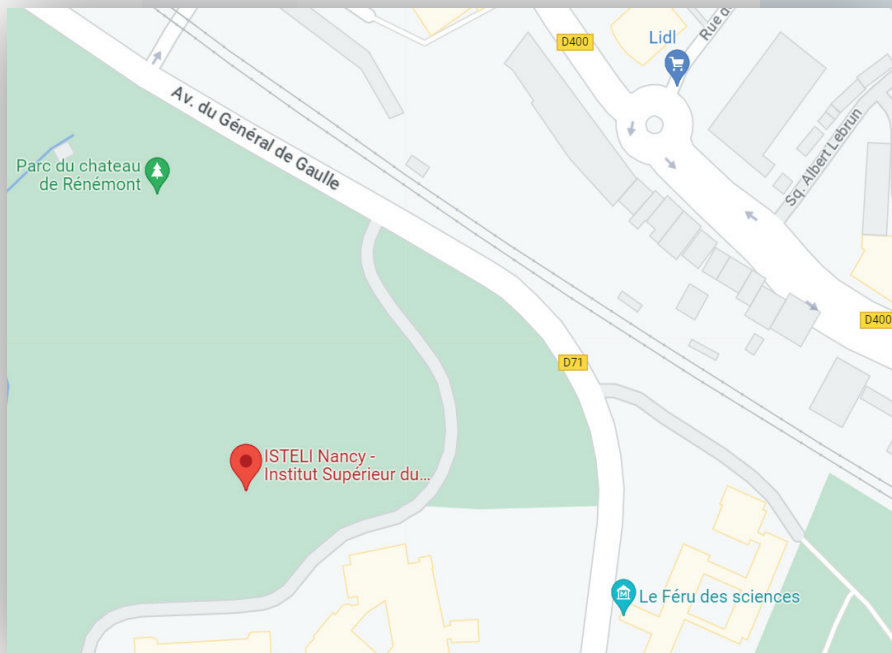 D400
Lidl
Rue d
Av. du Général de Gaulle
Sq. Albert Lebrun
Parc du chateau
de Rénémont
D400
D71
ISTELI Nancy -
Institut Supérieur du...
Le Féru des sciences